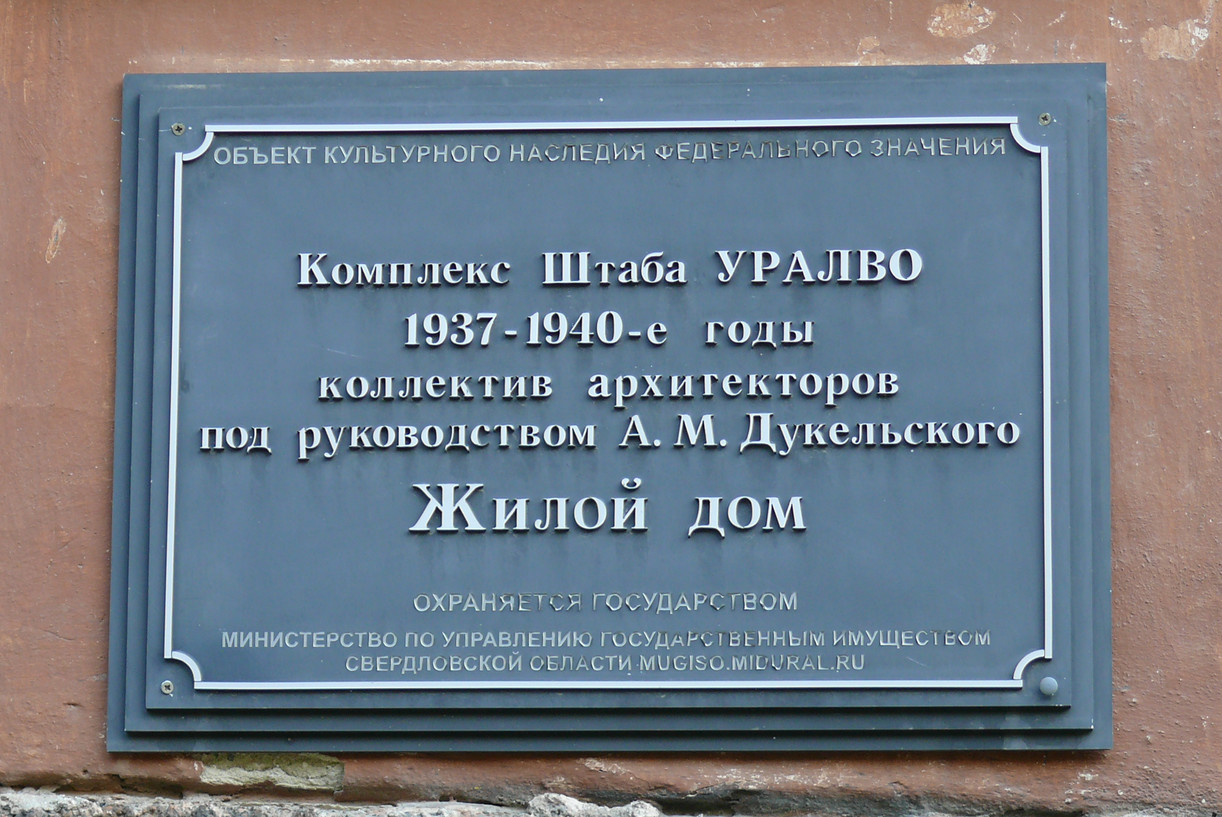 ОБЪЕКТ КУЛЬТУРНОГО НАСЛЕДИЯ ФЕДЕРАЛЬНОГО ЗНАЧЕНИЯ
Комплекс Штаба УРАЛВО
1937-1940-е годы
коллектив архитекторов
под руководством А. М. Дукельского
Жилой дом
ОХРАНЯЕТСЯ ГОСУДАРСТВОМ
МИНИСТЕРСТВО ПО УПРАВЛЕНИЮ ГОСУДАРСТВЕННЫМ ИМУЩЕСТВОМ
СВЕРДЛОВСКОЙ ОБЛАСТИ MUGISO.MIDURAL.RU